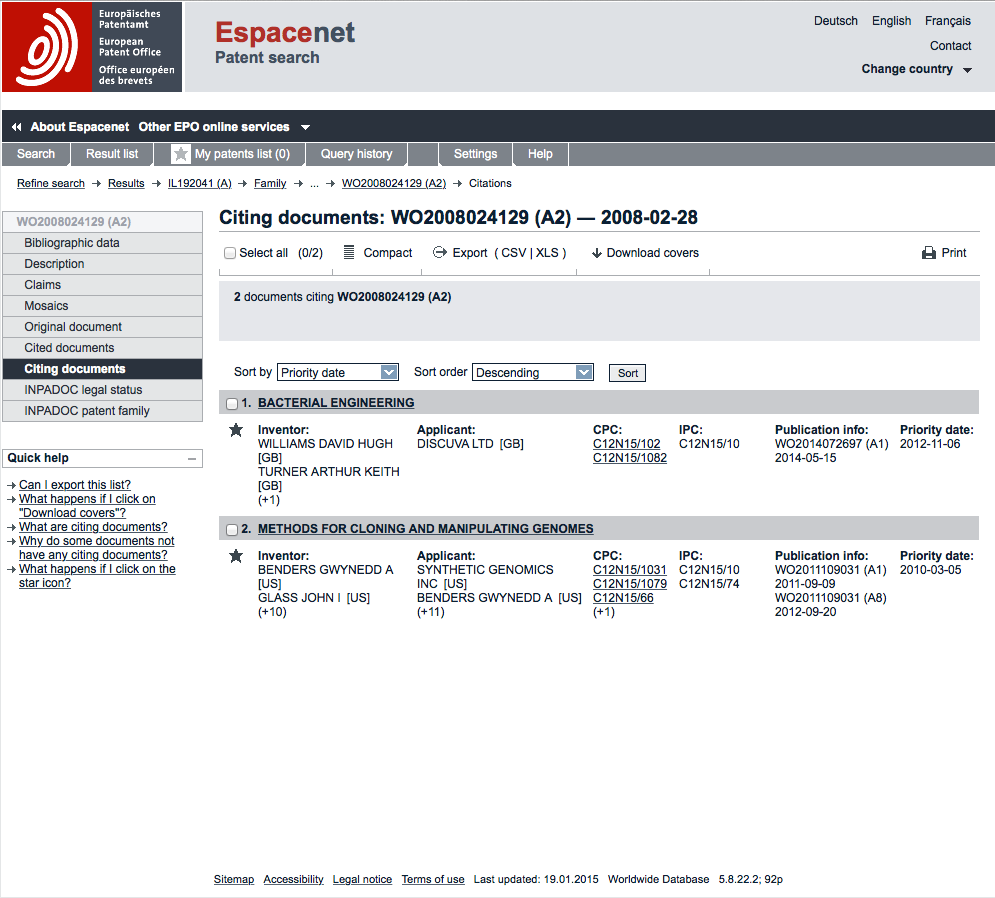 Europäisches
Patentamt
European
Patent Office
Office européen
des brevets
Espacenet
Patent search
Deutsch English Français
Contact
Change country
About Espacenet Other EPO online services
Search Result list My patents list (0) Query history Settings Help
Refine search → Results → IL192041 (A) → Family → ... → WO2008024129 (A2) → Citations
WO2008024129 (A2)
Bibliographic data
Description
Claims
Mosaics
Original document
Cited documents
Citing documents
INPADOC legal status
INPADOC patent family
Quick help
→ Can I export this list?
→ What happens if I click on
"Download covers"?
→ What are citing documents?
→ Why do some documents not
have any citing documents?
→ What happens if I click on the
star icon?
Citing documents: WO2008024129 (A2) — 2008-02-28
Select all (0/2) Compact Export ( CSV | XLS ) Download covers Print
2 documents citing WO2008024129 (A2)
Sort by Priority date Sort order Descending Sort
1. BACTERIAL ENGINEERING
Inventor: Applicant: CPC: IPC: Publication info: Priority date:
WILLIAMS DAVID HUGH DISCUVA LTD [GB] C12N15/102 C12N15/10 WO2014072697 (A1) 2012-11-06
[GB] C12N15/1082 2014-05-15
TURNER ARTHUR KEITH
[GB]
(+1)
2. METHODS FOR CLONING AND MANIPULATING GENOMES
Inventor: Applicant: CPC: IPC: Publication info: Priority date:
BENDERS GWYNEDD A SYNTHETIC GENOMICS C12N15/1031 C12N15/10 WO2011109031 (A1) 2010-03-05
[US] INC [US] C12N15/1079 C12N15/74 2011-09-09
GLASS JOHN I [US] BENDERS GWYNEDD A [US] C12N15/66 WO2011109031 (A8)
(+10) (+11) (+1) 2012-09-20
Sitemap Accessibility Legal notice Terms of use Last updated: 19.01.2015 Worldwide Database 5.8.22.2; 92p